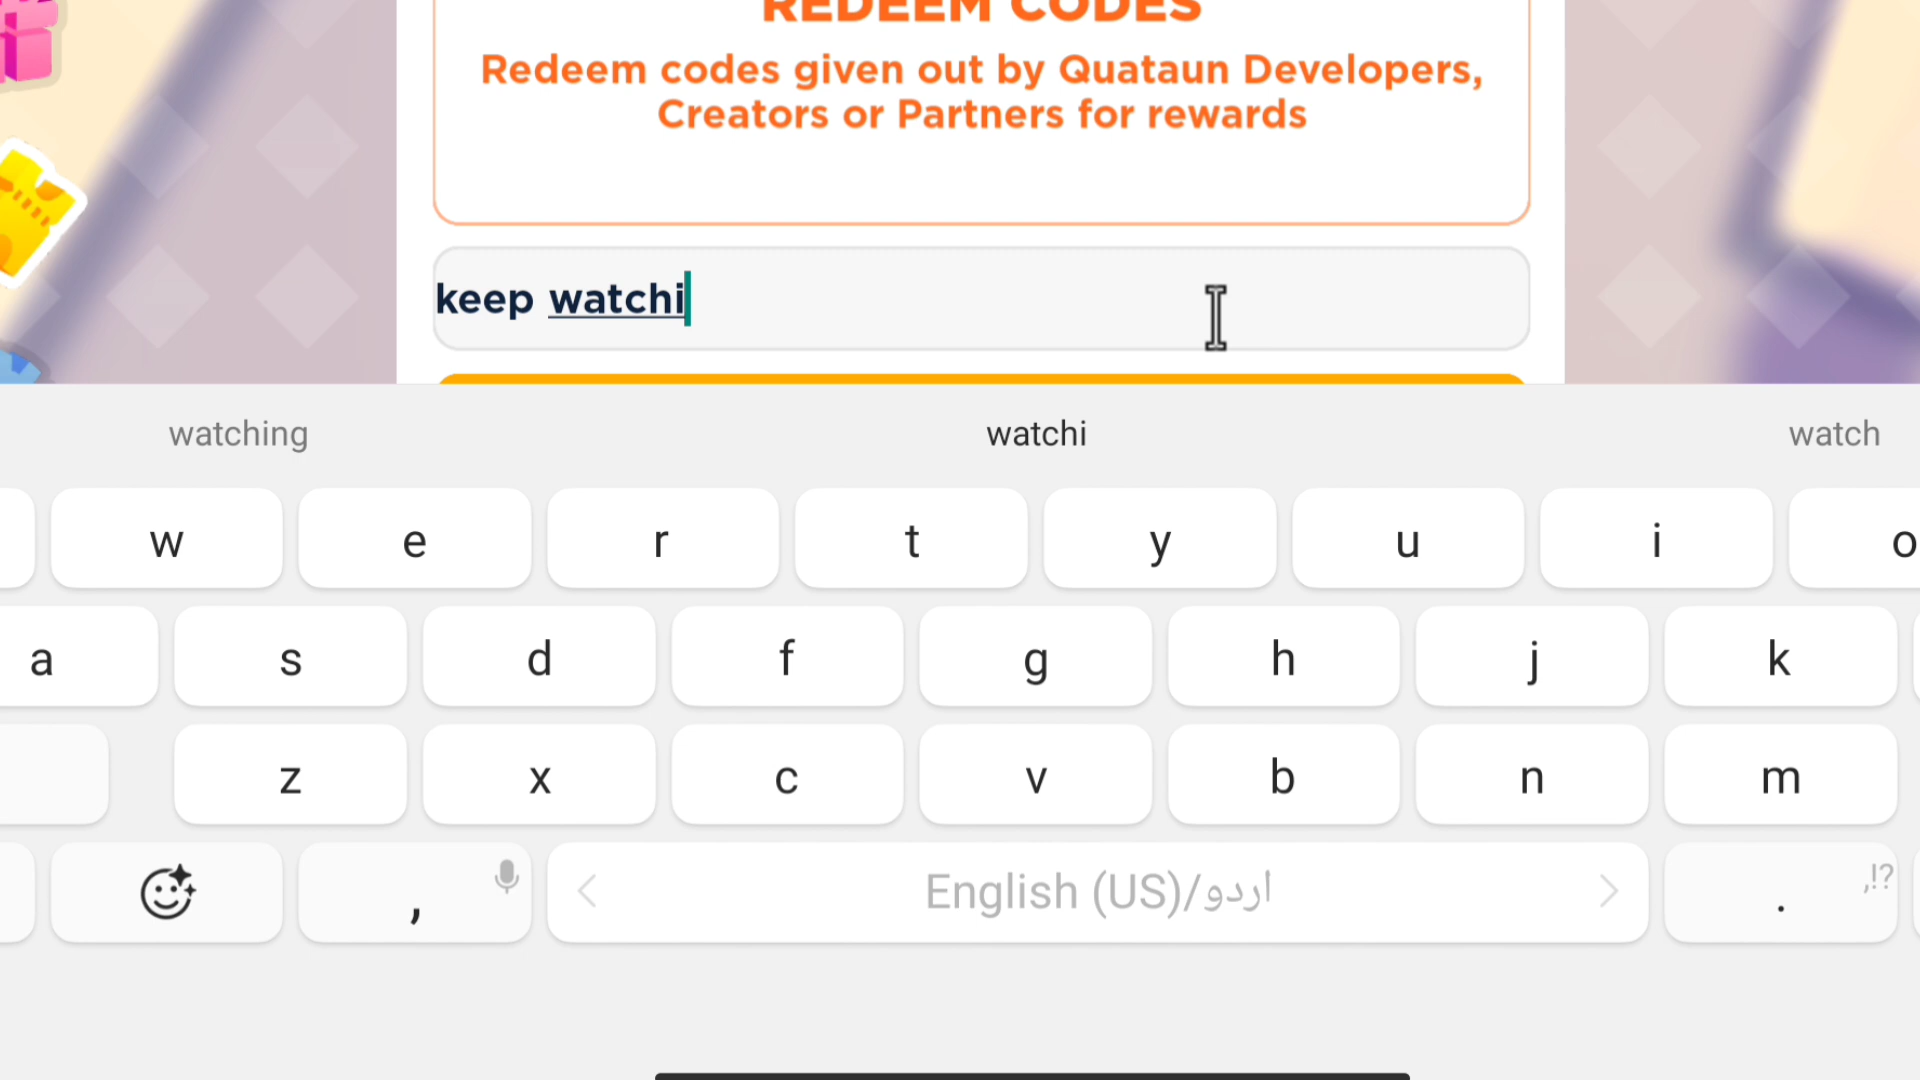 REDEEM CODES
Redeem codes given out by Quataun Developers,
Creators or Partners for rewards
keep watchi
watching watchi watch
w e r t y u i o
a s d f g h j k
z x c v b n m
, English (US)/اردو . ,!?